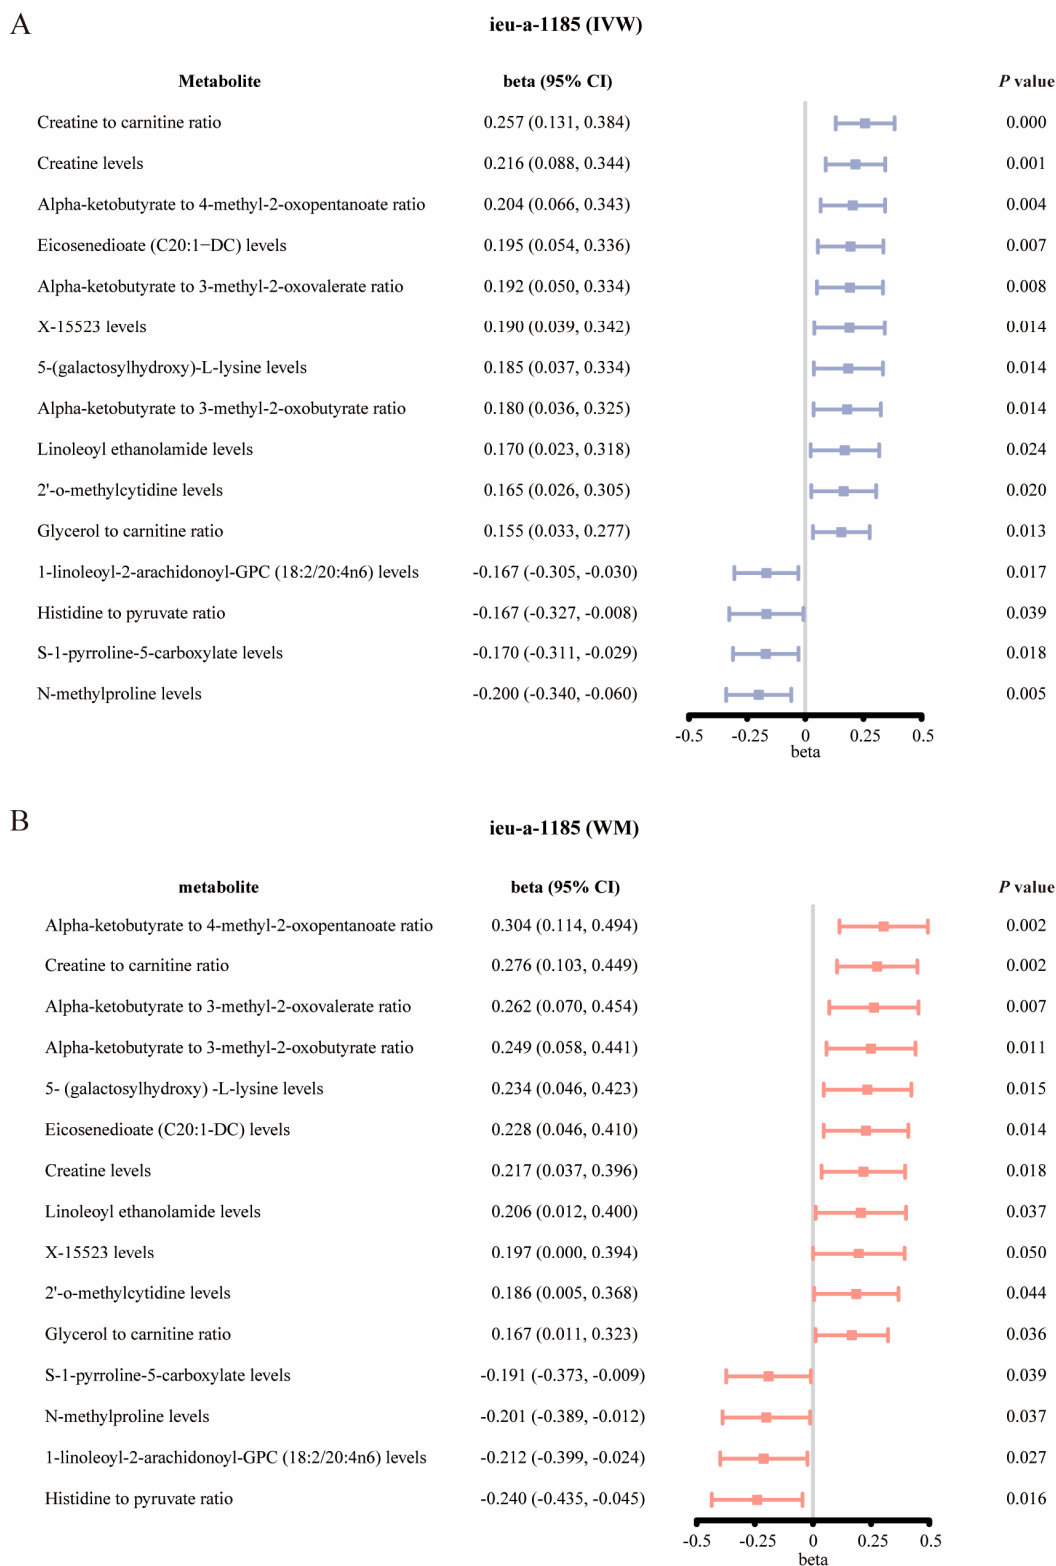 A
ieu-a-1185 (IVW)
Metabolite beta (95% CI) P value
Creatine to carnitine ratio 0.257 (0.131, 0.384) 0.000
Creatine levels 0.216 (0.088, 0.344) 0.001
Alpha-ketobutyrate to 4-methyl-2-oxopentanoate ratio 0.204 (0.066, 0.343) 0.004
Eicosenedioate (C20:1−DC) levels 0.195 (0.054, 0.336) 0.007
Alpha-ketobutyrate to 3-methyl-2-oxovalerate ratio 0.192 (0.050, 0.334) 0.008
X-15523 levels 0.190 (0.039, 0.342) 0.014
5-(galactosylhydroxy)-L-lysine levels 0.185 (0.037, 0.334) 0.014
Alpha-ketobutyrate to 3-methyl-2-oxobutyrate ratio 0.180 (0.036, 0.325) 0.014
Linoleoyl ethanolamide levels 0.170 (0.023, 0.318) 0.024
2'-o-methylcytidine levels 0.165 (0.026, 0.305) 0.020
Glycerol to carnitine ratio 0.155 (0.033, 0.277) 0.013
1-linoleoyl-2-arachidonoyl-GPC (18:2/20:4n6) levels -0.167 (-0.305, -0.030) 0.017
Histidine to pyruvate ratio -0.167 (-0.327, -0.008) 0.039
S-1-pyrroline-5-carboxylate levels -0.170 (-0.311, -0.029) 0.018
N-methylproline levels -0.200 (-0.340, -0.060) 0.005
-0.5 -0.25 0 0.25 0.5
beta
B
ieu-a-1185 (WM)
metabolite beta (95% CI) P value
Alpha-ketobutyrate to 4-methyl-2-oxopentanoate ratio 0.304 (0.114, 0.494) 0.002
Creatine to carnitine ratio 0.276 (0.103, 0.449) 0.002
Alpha-ketobutyrate to 3-methyl-2-oxovalerate ratio 0.262 (0.070, 0.454) 0.007
Alpha-ketobutyrate to 3-methyl-2-oxobutyrate ratio 0.249 (0.058, 0.441) 0.011
5- (galactosylhydroxy) -L-lysine levels 0.234 (0.046, 0.423) 0.015
Eicosenedioate (C20:1-DC) levels 0.228 (0.046, 0.410) 0.014
Creatine levels 0.217 (0.037, 0.396) 0.018
Linoleoyl ethanolamide levels 0.206 (0.012, 0.400) 0.037
X-15523 levels 0.197 (0.000, 0.394) 0.050
2'-o-methylcytidine levels 0.186 (0.005, 0.368) 0.044
Glycerol to carnitine ratio 0.167 (0.011, 0.323) 0.036
S-1-pyrroline-5-carboxylate levels -0.191 (-0.373, -0.009) 0.039
N-methylproline levels -0.201 (-0.389, -0.012) 0.037
1-linoleoyl-2-arachidonoyl-GPC (18:2/20:4n6) levels -0.212 (-0.399, -0.024) 0.027
Histidine to pyruvate ratio -0.240 (-0.435, -0.045) 0.016
-0.5 -0.25 0 0.25 0.5
beta